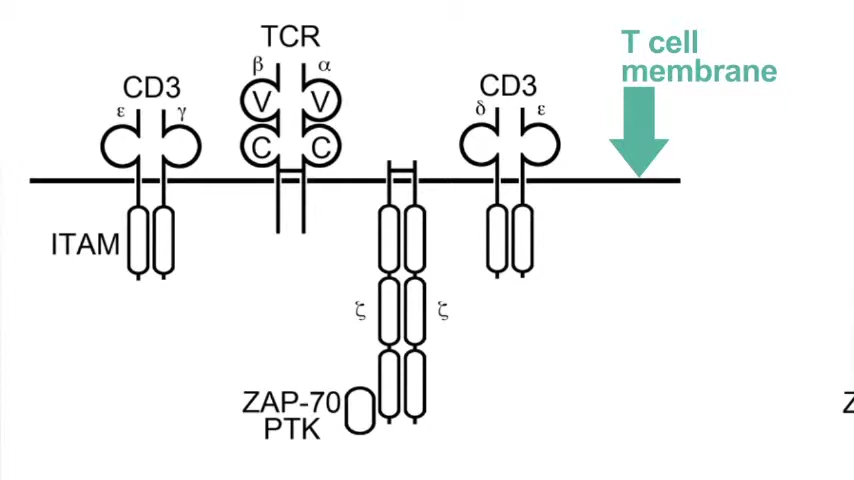 TCR
β α
T cell
membrane
CD3
ε γ
V V
CD3
δ ε
C C
ITAM
ζ ζ
ZAP-70
PTK
Z